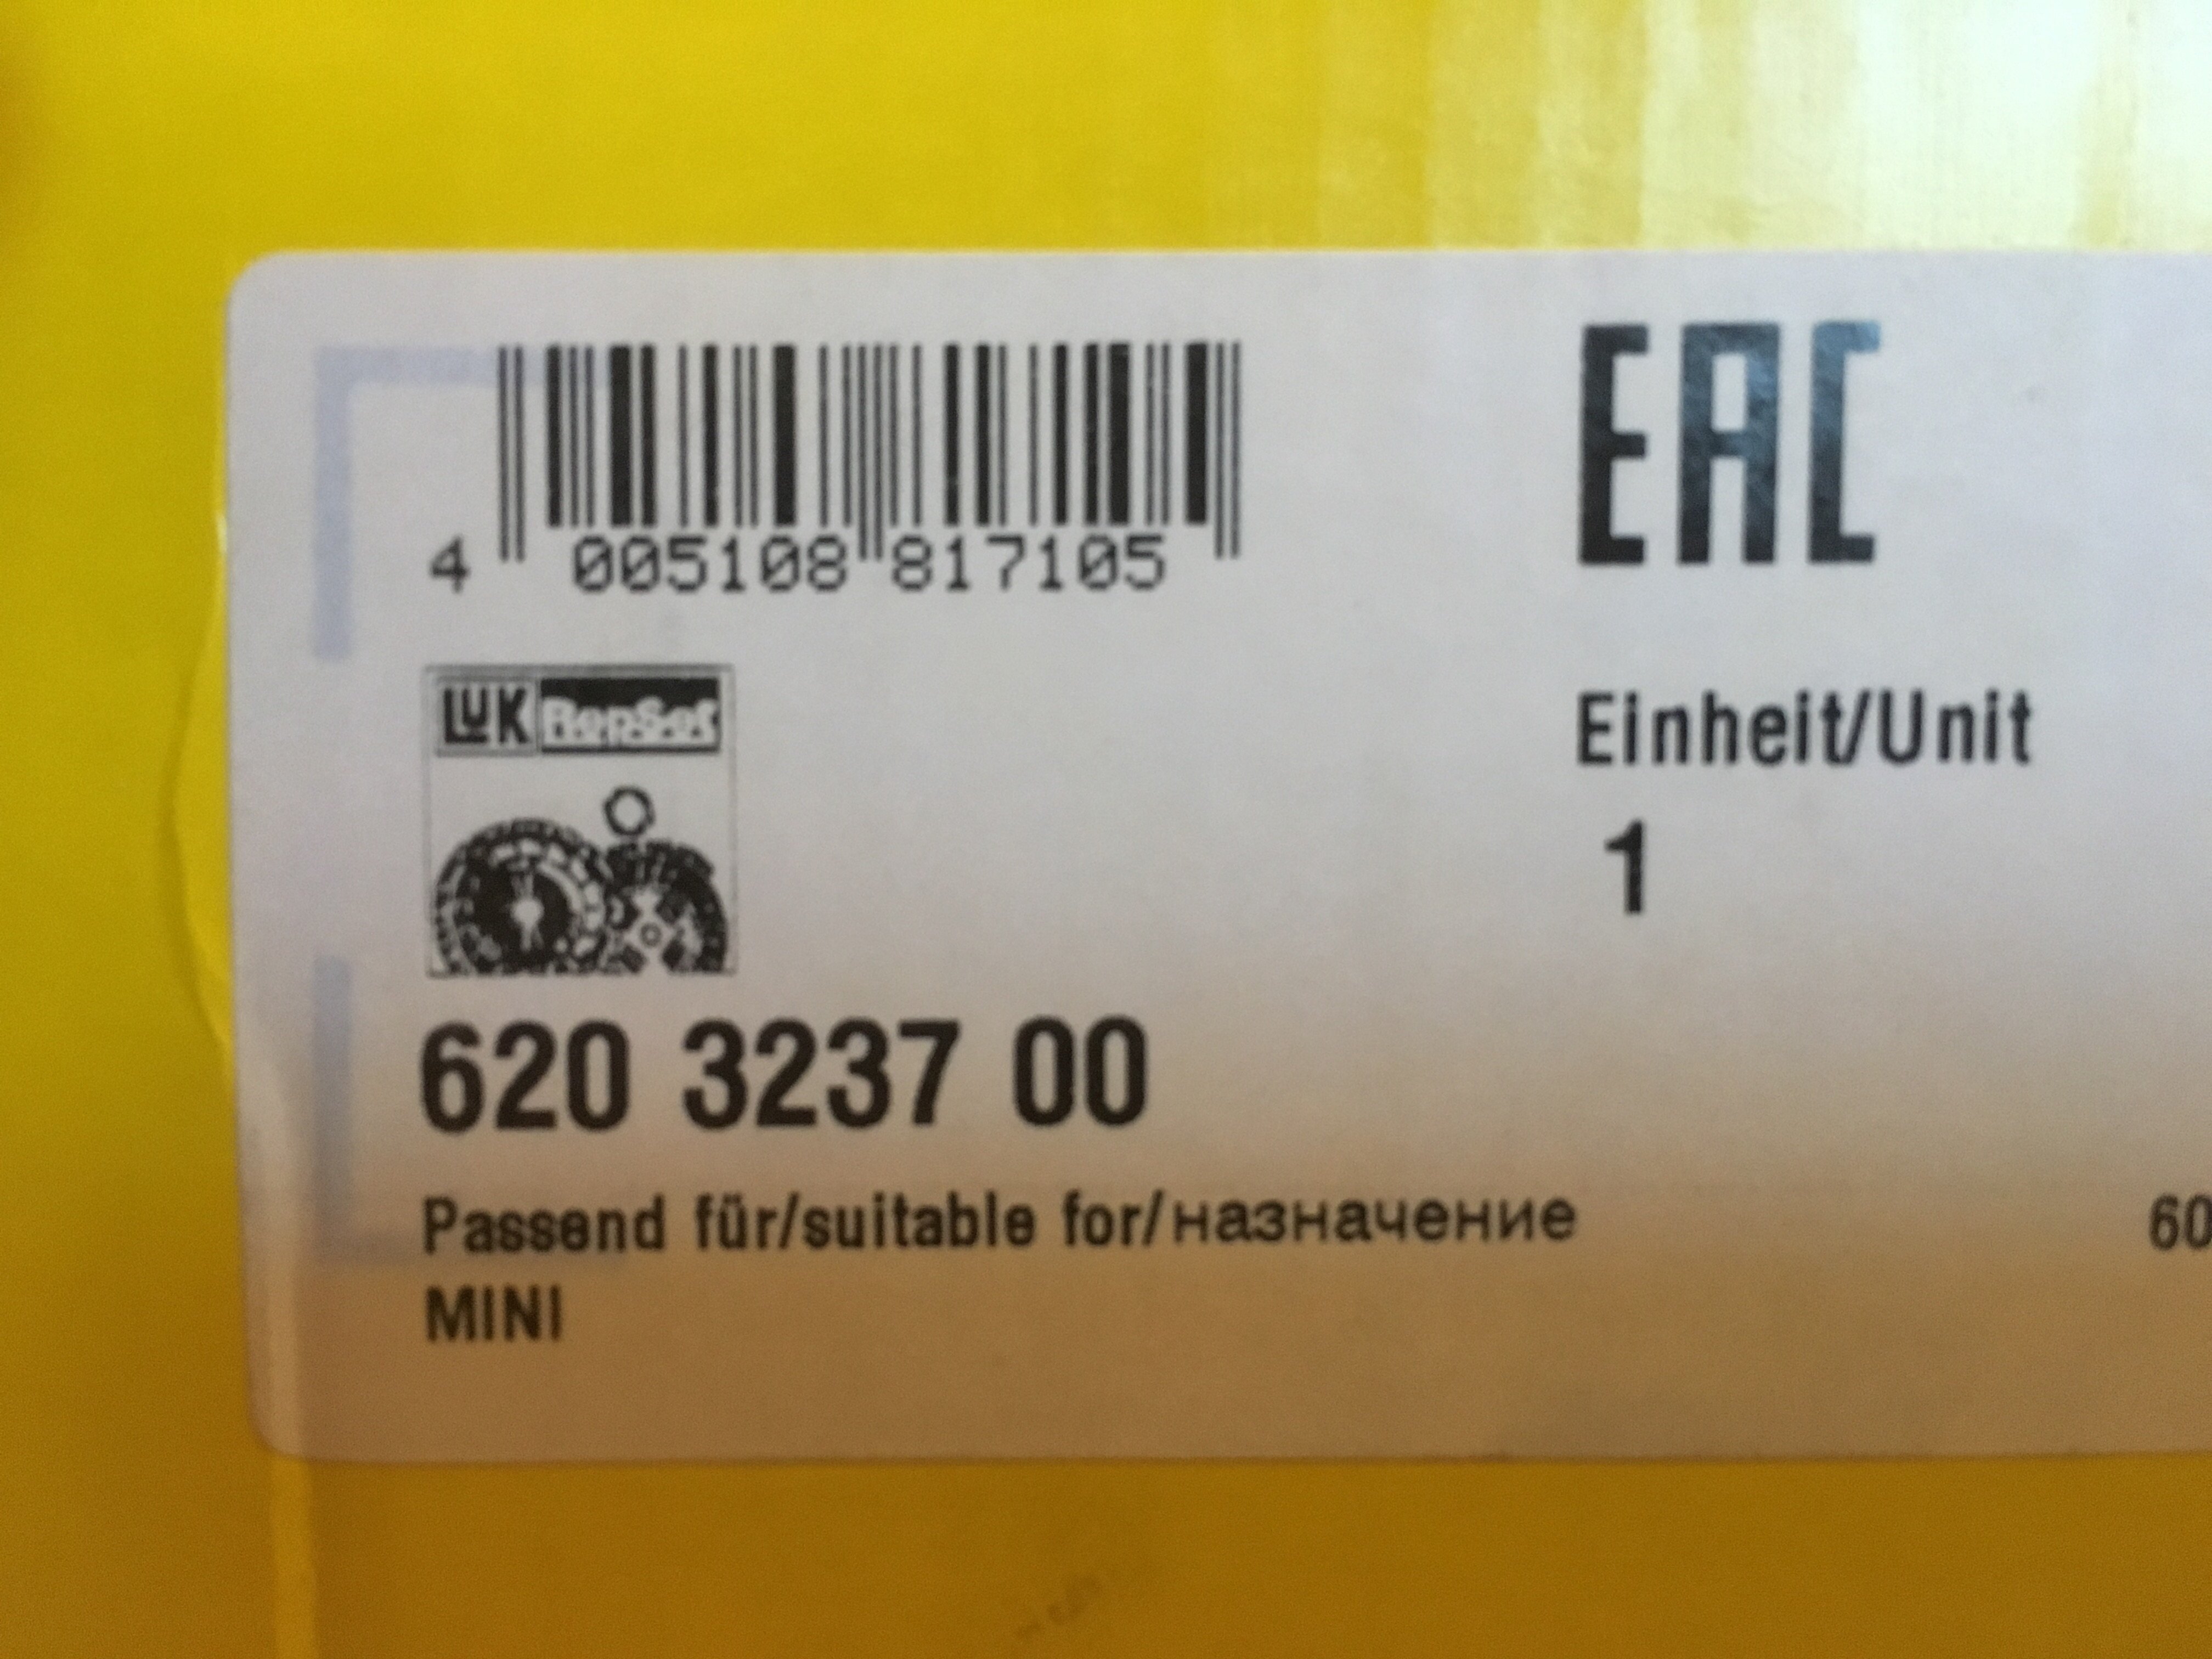 EAC
4 005108 817105
LUK RepSet
Einheit/Unit
1
620 3237 00
Passend für/suitable for/назначение
60
MINI